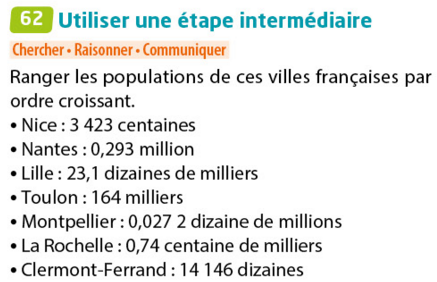 62 Utiliser une étape intermédiaire
Chercher • Raisonner • Communiquer
Ranger les populations de ces villes françaises par
ordre croissant.
• Nice : 3 423 centaines
• Nantes : 0,293 million
• Lille : 23,1 dizaines de milliers
• Toulon : 164 milliers
• Montpellier : 0,027 2 dizaine de millions
• La Rochelle : 0,74 centaine de milliers
• Clermont-Ferrand : 14 146 dizaines